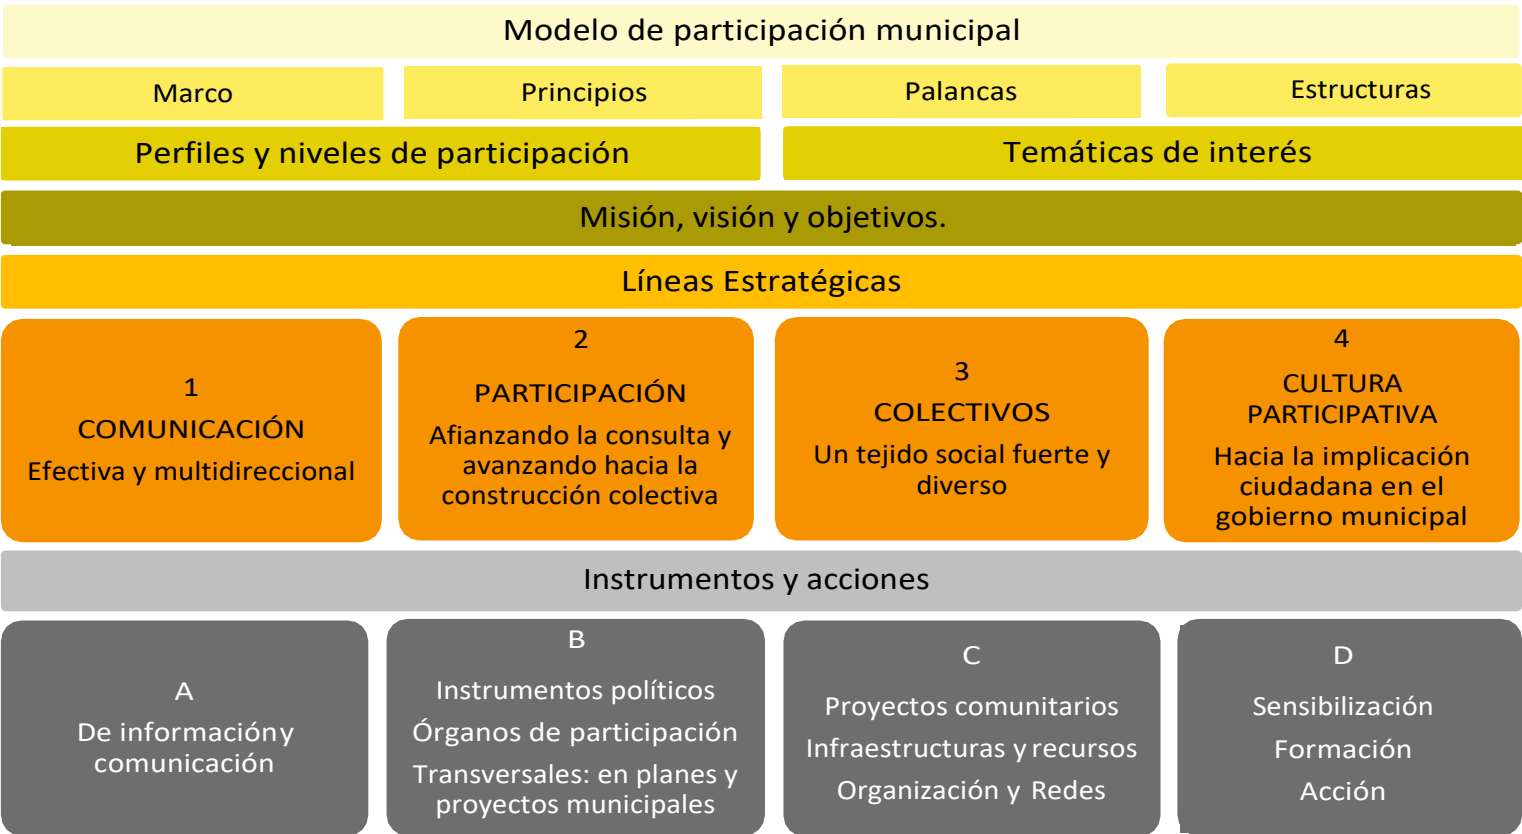 Modelo de participación municipal
Marco
Principios
Palancas
Estructuras
Perfiles y niveles de participación
Temáticas de interés
Misión, visión y objetivos.
Líneas Estratégicas
1
COMUNICACIÓN
Efectiva y multidireccional
2
PARTICIPACIÓN
Afianzando la consulta y
avanzando hacia la
construcción colectiva
3
COLECTIVOS
Un tejido social fuerte y
diverso
4
CULTURA
PARTICIPATIVA
Hacia la implicación
ciudadana en el
gobierno municipal
Instrumentos y acciones
A
De información y
comunicación
B
Instrumentos políticos
Órganos de participación
Transversales: en planes y
proyectos municipales
C
Proyectos comunitarios
Infraestructuras y recursos
Organización y Redes
D
Sensibilización
Formación
Acción